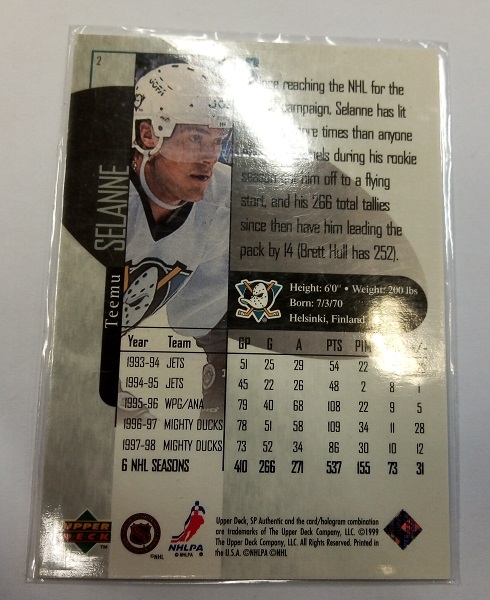 2
reaching the NHL for the
campaign, Selanne has lit
more times than anyone
during his rookie
season him off to a flying
start, and his 266 total tallies
since then have him leading the
pack by 14 (Brett Hull has 252).
Teemu SELANNE
Height: 6'0" • Weight: 200 lbs
Born: 7/3/70
Helsinki, Finland
Year Team GP G A PTS PIM +/-
1993-94 JETS 51 25 29 54 22
1994-95 JETS 45 22 26 48 2 8 1
1995-96 WPG/ANA 79 40 68 108 22 9 5
1996-97 MIGHTY DUCKS 78 51 58 109 34 11 28
1997-98 MIGHTY DUCKS 73 52 34 86 30 10 12
6 NHL SEASONS 410 266 271 537 155 73 31
UPPER DECK ™
©NHL
NHLPA
©NHLPA
Upper Deck, SP Authentic and the card/hologram combination
are trademarks of The Upper Deck Company, LLC. ©1999
The Upper Deck Company, LLC. All Rights Reserved. Printed in
the U.S.A. ©NHLPA ©NHL